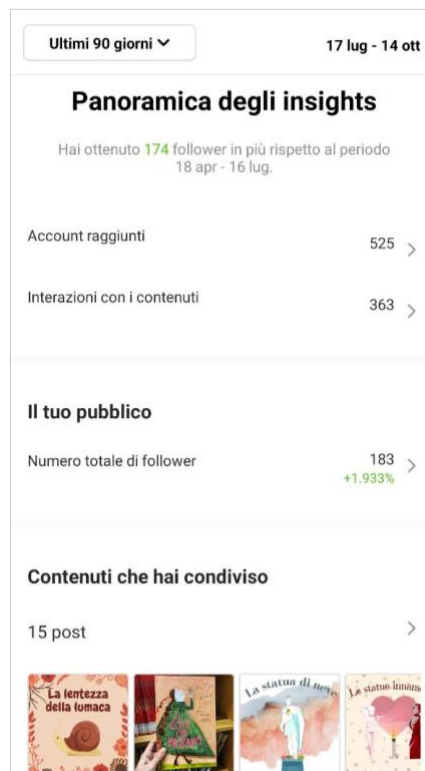 Ultimi 90 giorni
17 lug - 14 ott
Panoramica degli insights
Hai ottenuto 174 follower in più rispetto al periodo
18 apr - 16 lug.
Account raggiunti
525
Interazioni con i contenuti
363
Il tuo pubblico
Numero totale di follower
183
+1.933%
Contenuti che hai condiviso
15 post
La lentezza
della lumaca
La statua di neve
Le statue